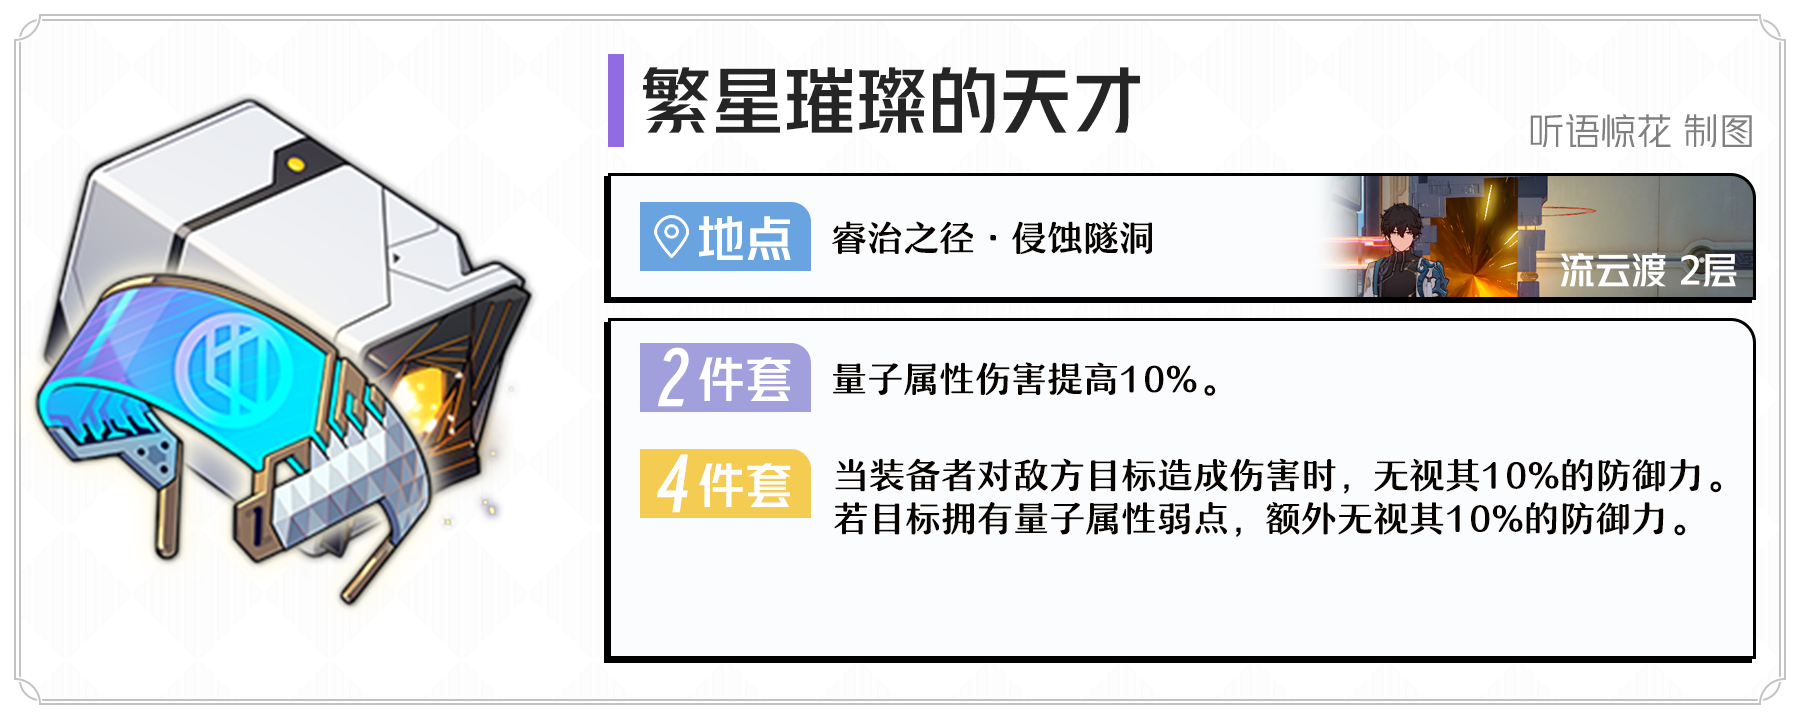 繁星璀璨的天才
听语惊花 制图
地点
睿治之径·侵蚀隧洞
流云渡 2层
2件套
量子属性伤害提高10%。
4件套
当装备者对敌方目标造成伤害时，无视其10%的防御力。
若目标拥有量子属性弱点，额外无视其10%的防御力。